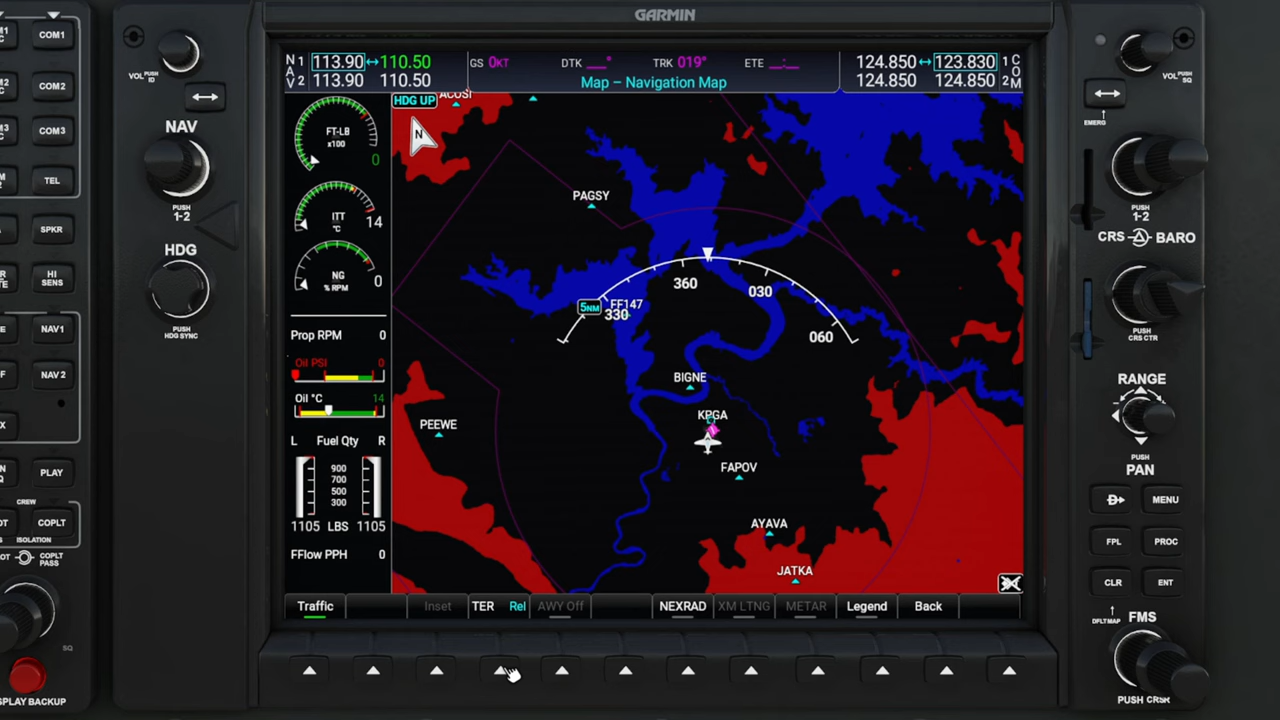 GARMIN
N 1 113.90 ↔ 110.50
A
V 2 113.90 110.50
GS 0KT DTK ___° TRK 019° ETE __:__
Map – Navigation Map
124.850 ↔ 123.830 1 C
O
124.850 124.850 2 M
COM1
COM2
COM3
TEL
SPKR
HI
SENS
NAV1
NAV 2
PLAY
CREW
COPLT
ISOLATION
COPLT
PASS
SQ
DISPLAY BACKUP
VOL PUSH
ID
NAV
PUSH
1-2
HDG
PUSH
HDG SYNC
FT-LB
x100
0
ITT
°C
14
NG
% RPM
0
Prop RPM 0
Oil PSI 0
Oil °C 14
L Fuel Qty R
900
700
500
300
1105 LBS 1105
FFlow PPH 0
HDG UP
N
ACUSI
PAGSY
5NM
FF147
330
360
030
060
BIGNE
KPGA
PEEWE
FAPOV
AYAVA
JATKA
Traffic Inset TER Rel AWY Off NEXRAD XM LTNG METAR Legend Back
VOL PUSH
SQ
EMERG
PUSH
1-2
CRS BARO
PUSH
CRS CTR
RANGE
PUSH
PAN
D MENU
FPL PROC
CLR ENT
DFLT MAP
FMS
PUSH CRSR